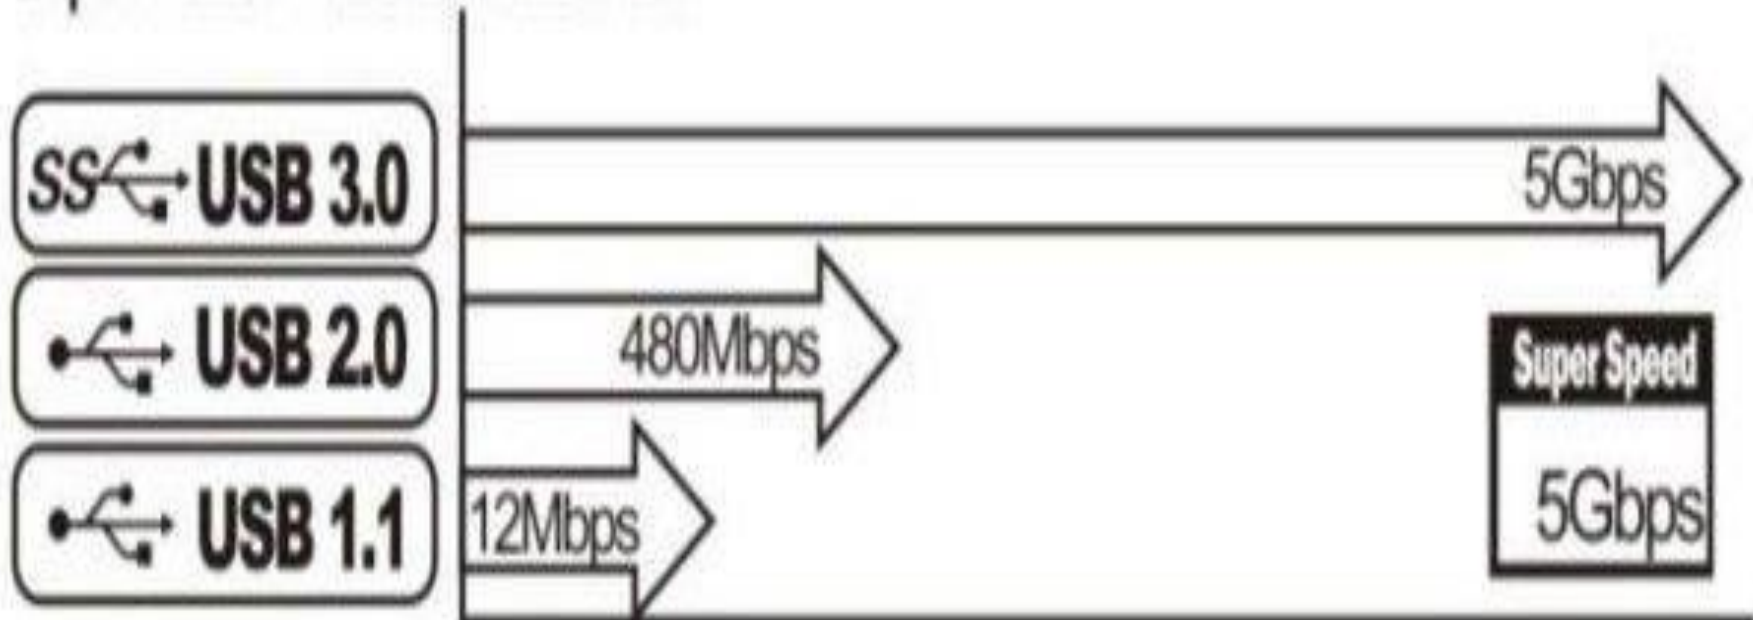 SS USB 3.0
5Gbps
USB 2.0
480Mbps
Super Speed
5Gbps
USB 1.1
12Mbps